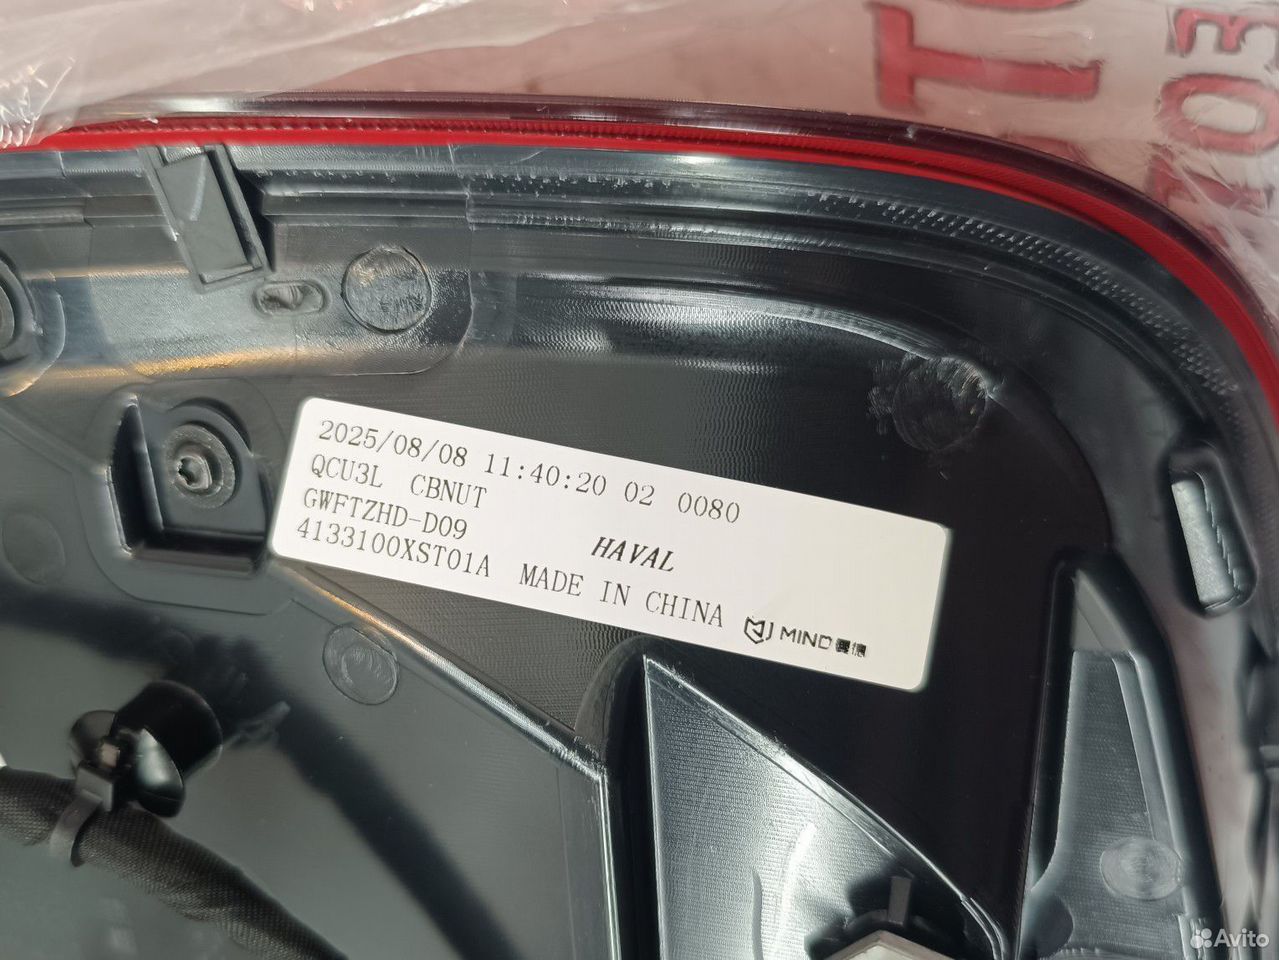 2025/08/08 11:40:20 02 0080
QCU3L CBNUT
GWFTZHD-D09
HAVAL
4133100XST01A MADE IN CHINA
MIND
Avito